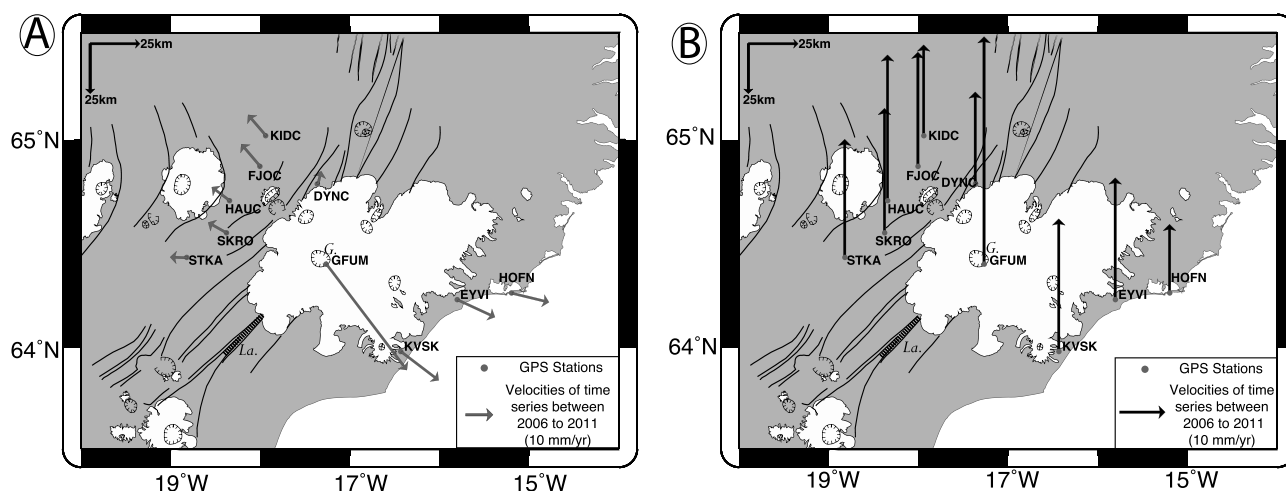 A
25km
25km
65°N
64°N
KIDC
FJOC
DYNC
HAUC
SKRO
STKA
G.
GFUM
HOFN
EYVI
KVSK
La.
GPS Stations
Velocities of time
series between
2006 to 2011
(10 mm/yr)
19°W
17°W
15°W
B
25km
25km
65°N
64°N
KIDC
FJOC
DYNC
HAUC
SKRO
STKA
G.
GFUM
HOFN
EYVI
KVSK
La.
GPS Stations
Velocities of time
series between
2006 to 2011
(10 mm/yr)
19°W
17°W
15°W